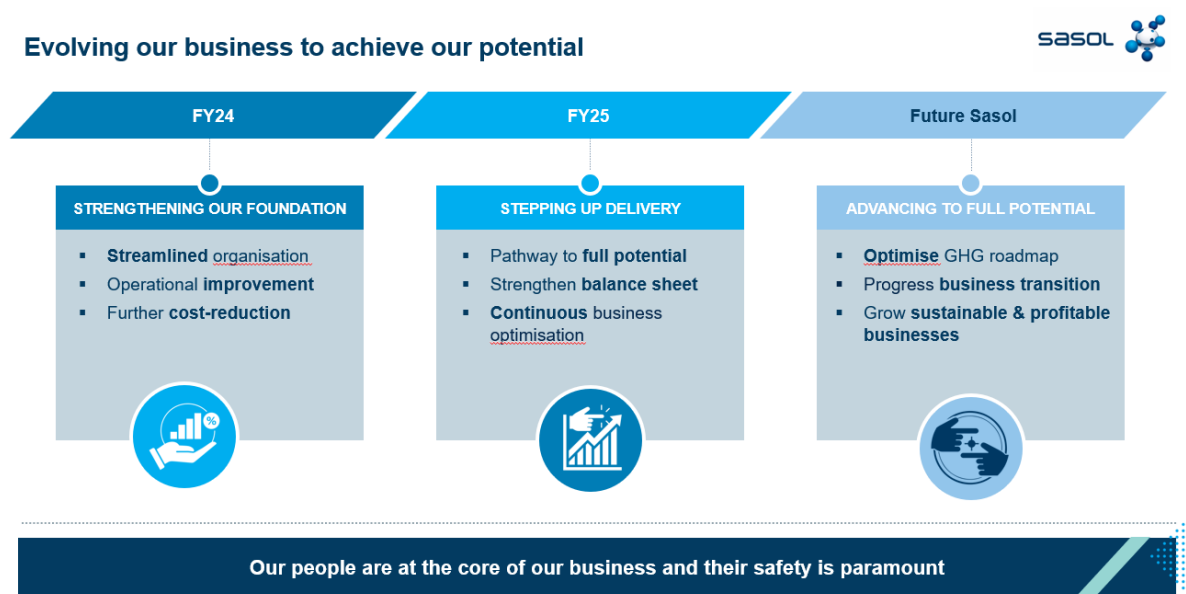 Evolving our business to achieve our potential
sasol
FY24
FY25
Future Sasol
STRENGTHENING OUR FOUNDATION
▪ Streamlined organisation
▪ Operational improvement
▪ Further cost-reduction
%
STEPPING UP DELIVERY
▪ Pathway to full potential
▪ Strengthen balance sheet
▪ Continuous business
optimisation
ADVANCING TO FULL POTENTIAL
▪ Optimise GHG roadmap
▪ Progress business transition
▪ Grow sustainable & profitable
businesses
Our people are at the core of our business and their safety is paramount